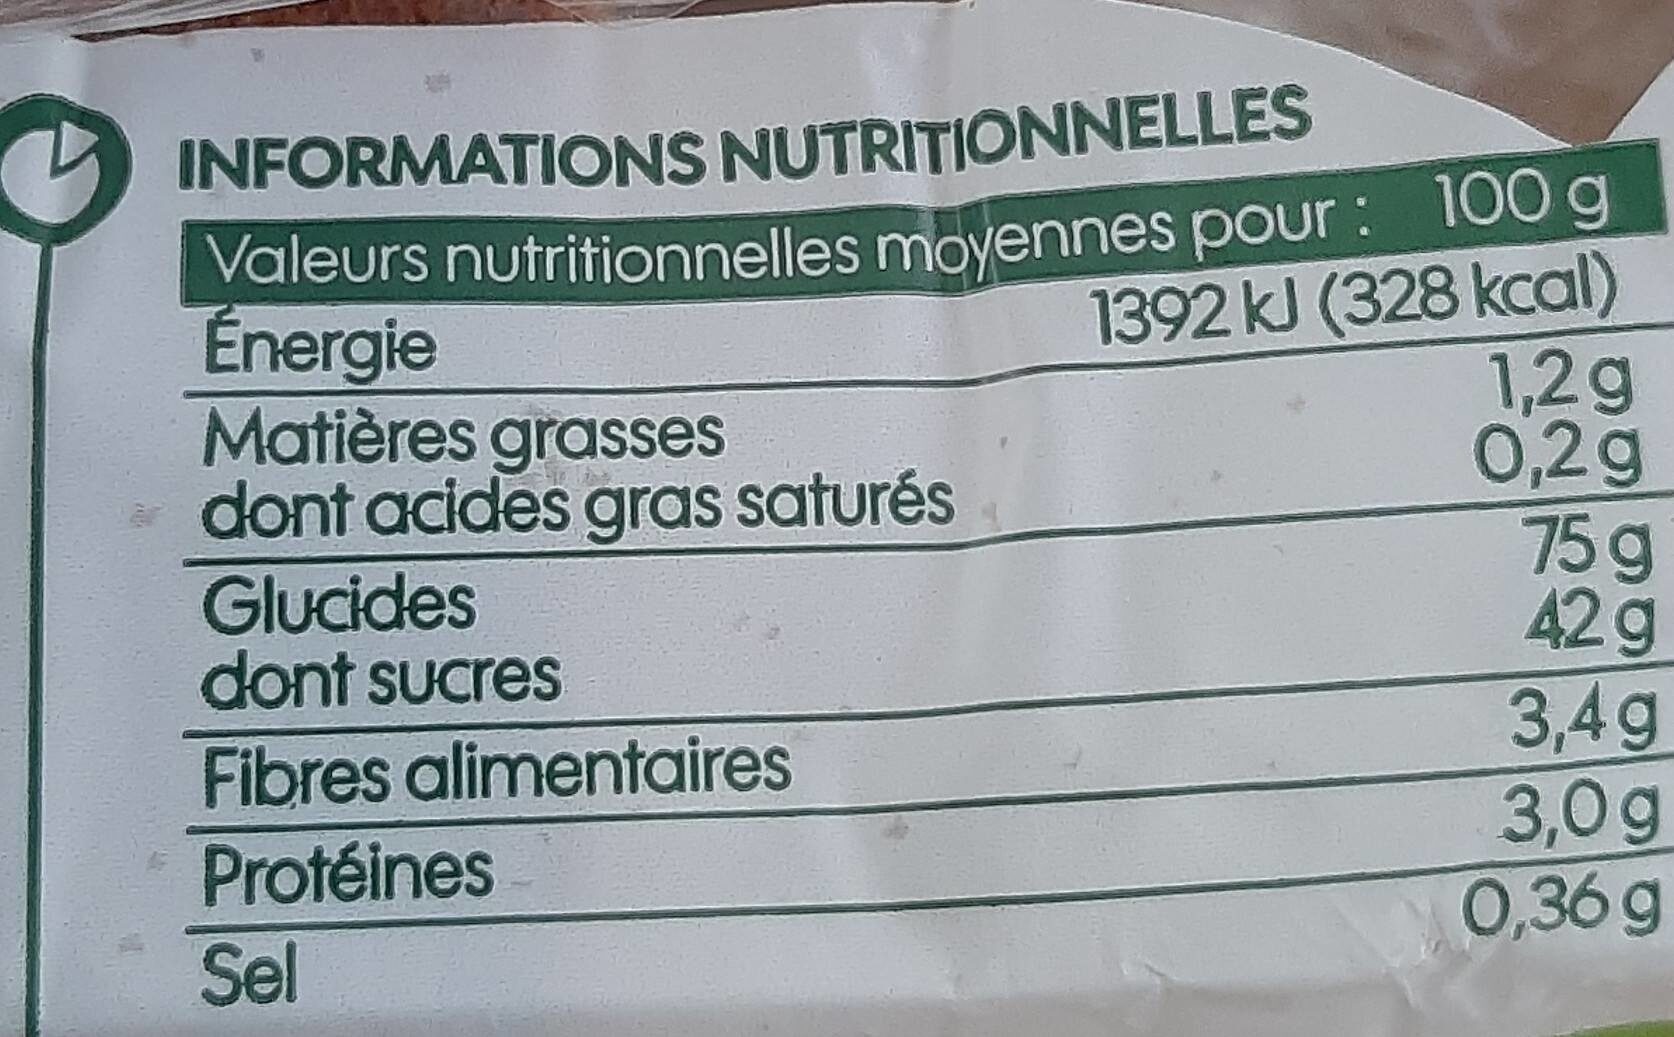 INFORMATIONS NUTRITIONNELLES
Valeurs nutritionnelles moyennes pour : 100 g
Énergie 1392 kJ (328 kcal)
Matières grasses 1,2 g
dont acides gras saturés 0,2 g
Glucides 75 g
dont sucres 42 g
Fibres alimentaires 3,4 g
Protéines 3,0 g
Sel 0,36 g